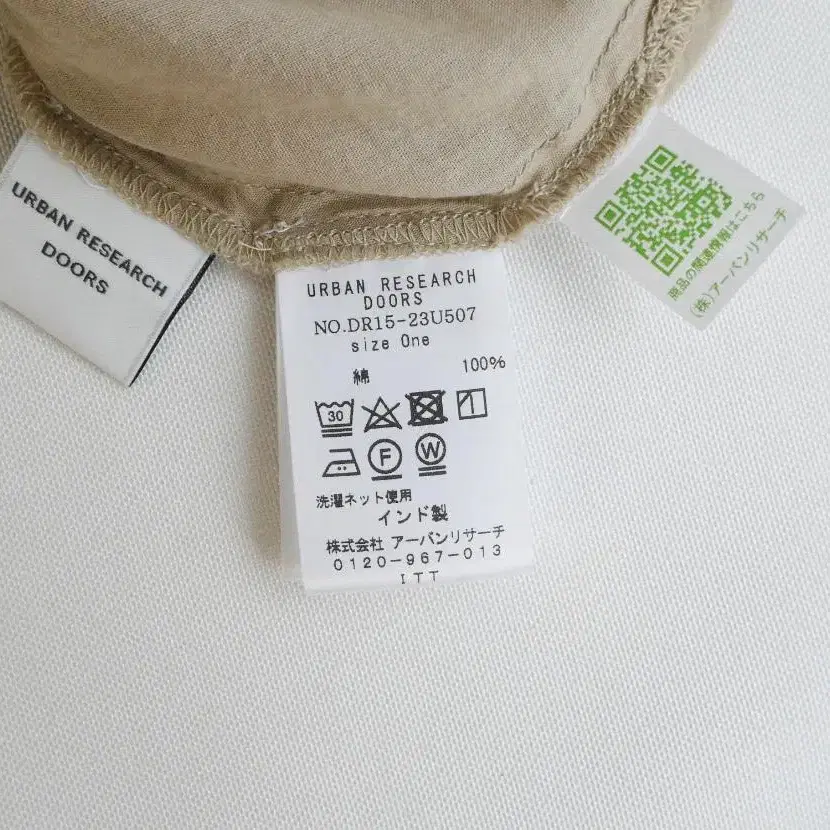 URBAN RESEARCH
DOORS
URBAN RESEARCH
DOORS
NO.DR15-23U507
size One
綿 100%
30
F
W
洗濯ネット使用
インド製
株式会社 アーバンリサーチ
0120-967-013
ITT
商品の関連情報はこちら
(株)アーバンリサーチ